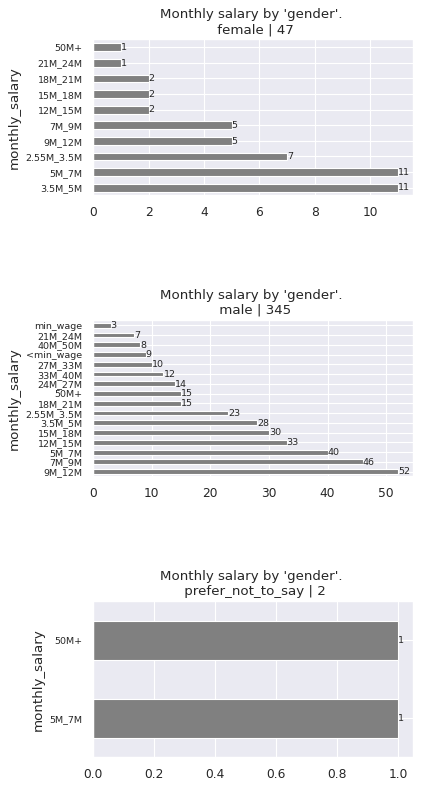 Monthly salary by 'gender'.
female | 47
monthly_salary
50M+ 1
21M_24M 1
18M_21M 2
15M_18M 2
12M_15M 2
7M_9M 5
9M_12M 5
2.55M_3.5M 7
5M_7M 11
3.5M_5M 11
0 2 4 6 8 10
Monthly salary by 'gender'.
male | 345
monthly_salary
min_wage 3
21M_24M 7
40M_50M 8
<min_wage 9
27M_33M 10
33M_40M 12
24M_27M 14
50M+ 15
18M_21M 15
2.55M_3.5M 23
3.5M_5M 28
15M_18M 30
12M_15M 33
5M_7M 40
7M_9M 46
9M_12M 52
0 10 20 30 40 50
Monthly salary by 'gender'.
prefer_not_to_say | 2
monthly_salary
50M+ 1
5M_7M 1
0.0 0.2 0.4 0.6 0.8 1.0